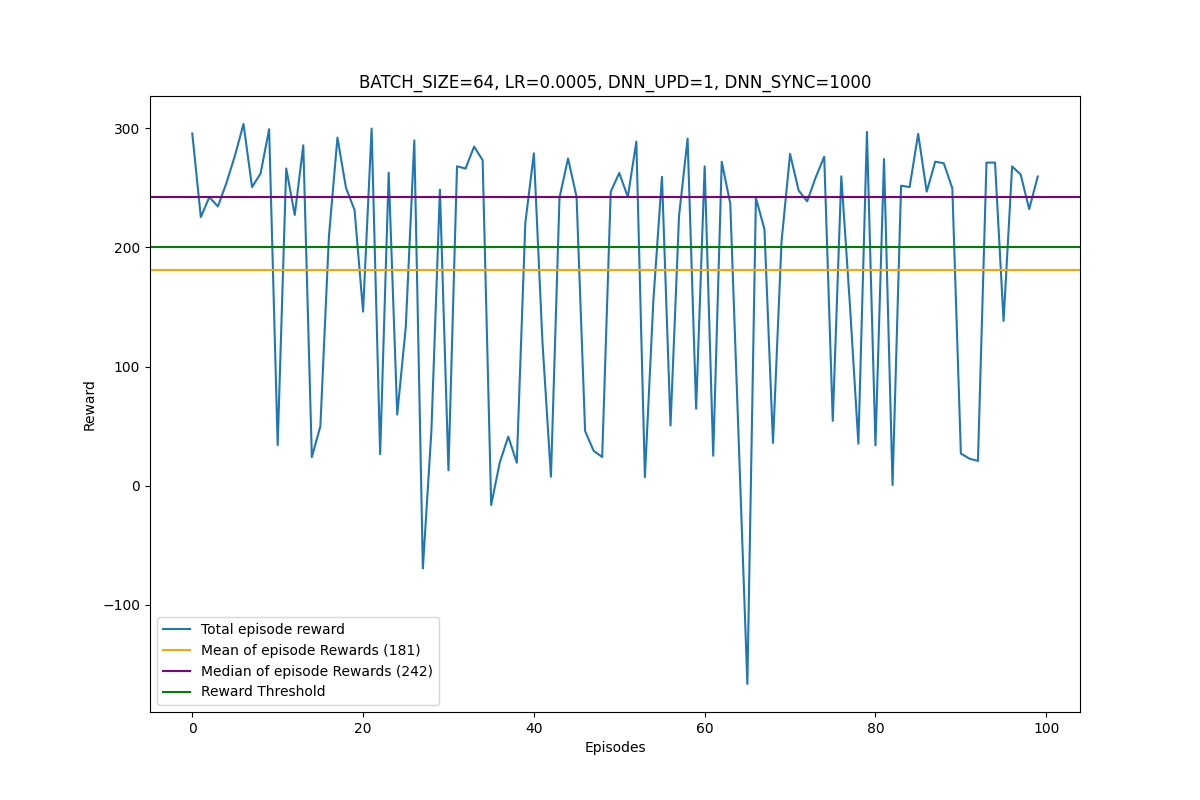 BATCH_SIZE=64, LR=0.0005, DNN_UPD=1, DNN_SYNC=1000
300
200
100
0
−100
Reward
Total episode reward
Mean of episode Rewards (181)
Median of episode Rewards (242)
Reward Threshold
0 20 40 60 80 100
Episodes